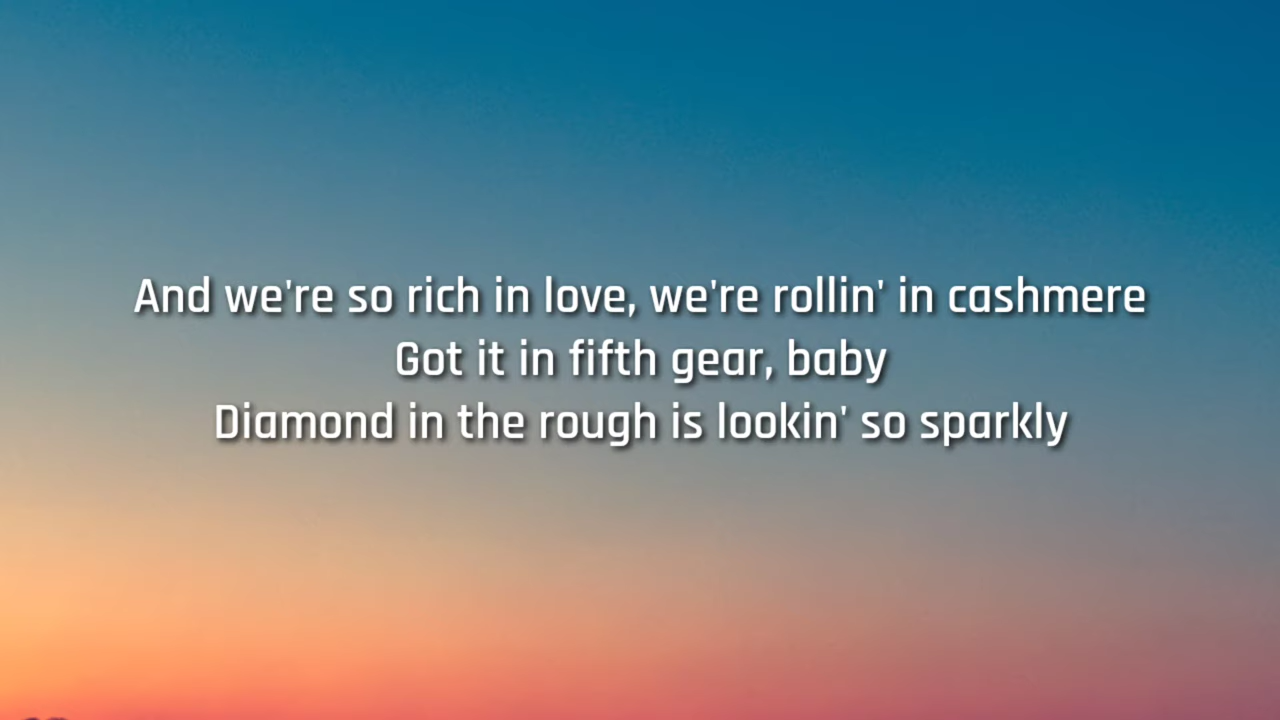 And we're so rich in love, we're rollin' in cashmere
Got it in fifth gear, baby
Diamond in the rough is lookin' so sparkly